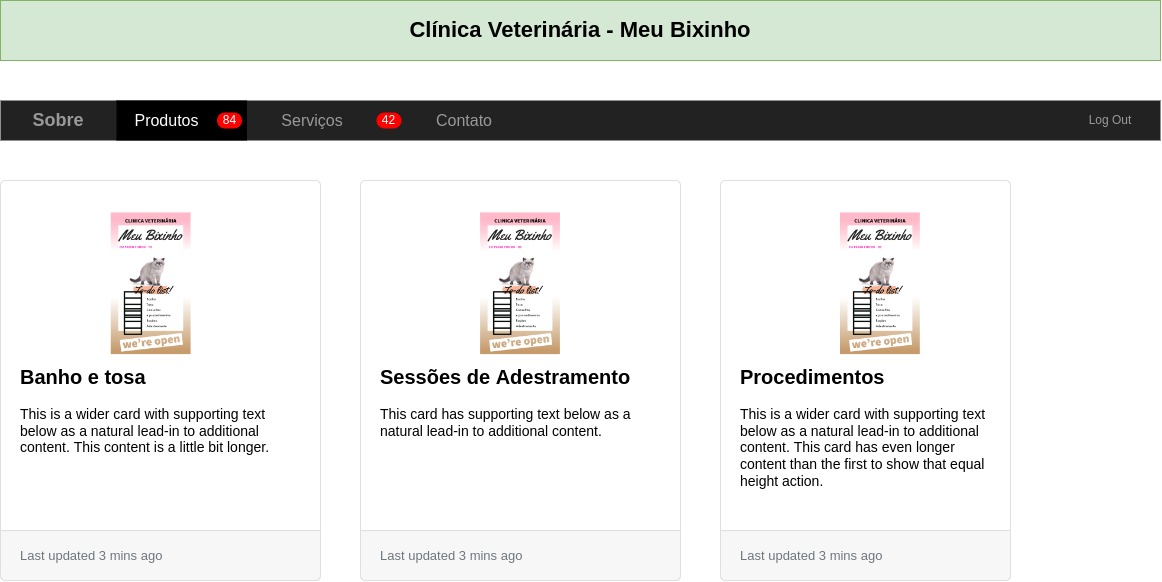 Clínica Veterinária - Meu Bixinho
Sobre
Produtos
84
Serviços
42
Contato
Log Out
CLINICA VETERINÁRIA
Meu Bixinho
To-do list!
we're open
CLINICA VETERINÁRIA
Meu Bixinho
To-do list!
we're open
CLINICA VETERINÁRIA
Meu Bixinho
To-do list!
we're open
Banho e tosa
This is a wider card with supporting text
below as a natural lead-in to additional
content. This content is a little bit longer.
Last updated 3 mins ago
Sessões de Adestramento
This card has supporting text below as a
natural lead-in to additional content.
Last updated 3 mins ago
Procedimentos
This is a wider card with supporting text
below as a natural lead-in to additional
content. This card has even longer
content than the first to show that equal
height action.
Last updated 3 mins ago